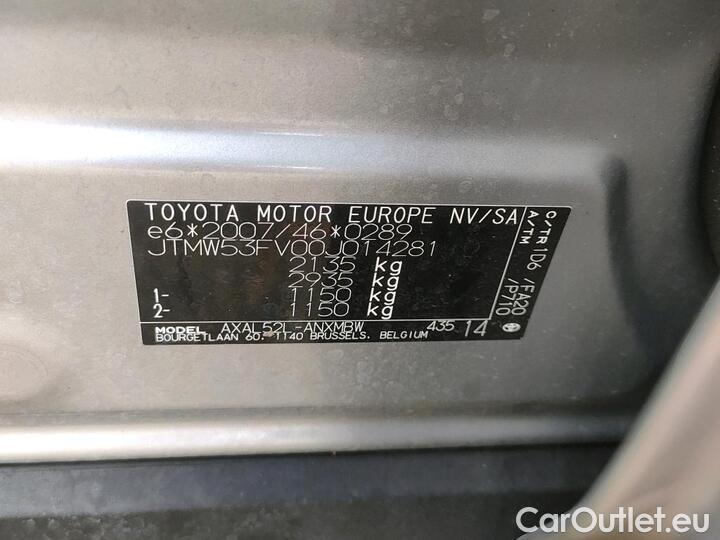 TOYOTA MOTOR EUROPE NV/SA
e6*2007/46*0289
JTMW53FV00J014281
2135 kg
2935 kg
1- 1150 kg
2- 1150 kg
MODEL AXAL52L-ANXMBW 435 14
BOURGETLAAN 60. 1140 BRUSSELS. BELGIUM
C/TR 1D6 /FA20
A/TM /P710
CarOutlet.eu